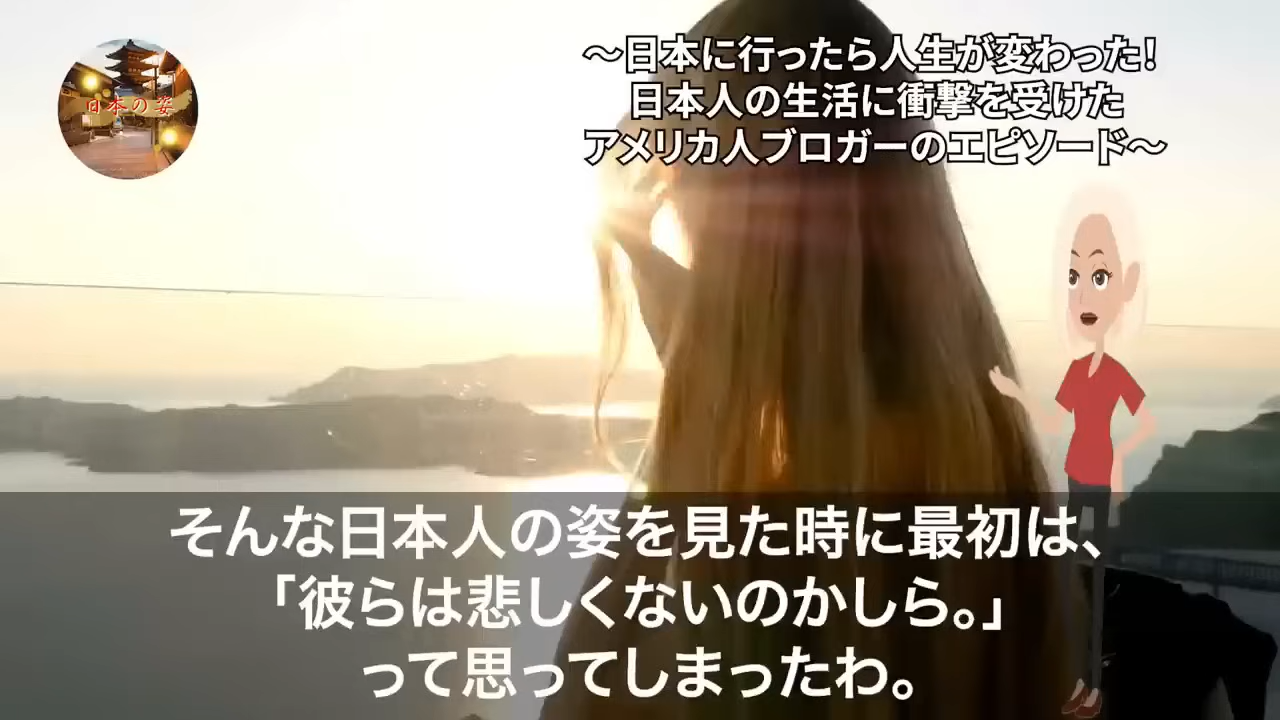 日本の姿
〜日本に行ったら人生が変わった!
日本人の生活に衝撃を受けた
アメリカ人ブロガーのエピソード〜
そんな日本人の姿を見た時に最初は、
「彼らは悲しくないのかしら。」
って思ってしまったわ。